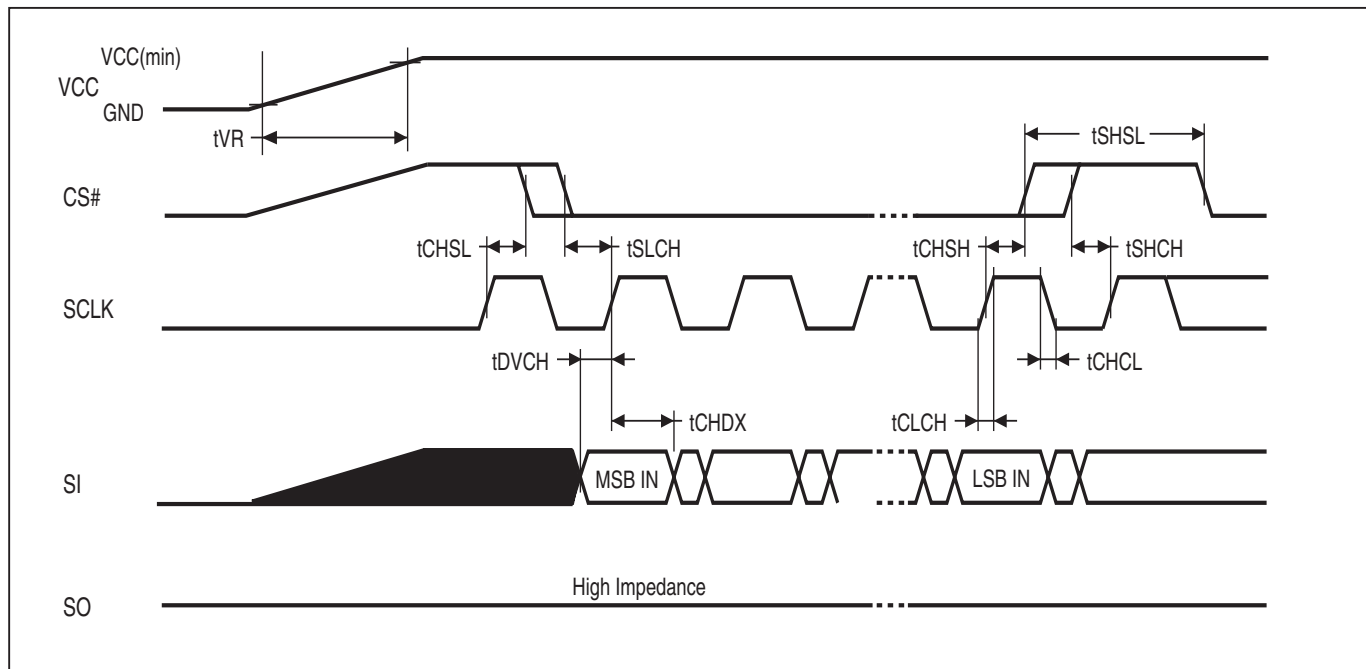 VCC(min)
VCC
GND
tVR
tSHSL
CS#
tCHSL
tSLCH
tCHSH
tSHCH
SCLK
tDVCH
tCHCL
tCHDX
tCLCH
SI
MSB IN
LSB IN
High Impedance
SO